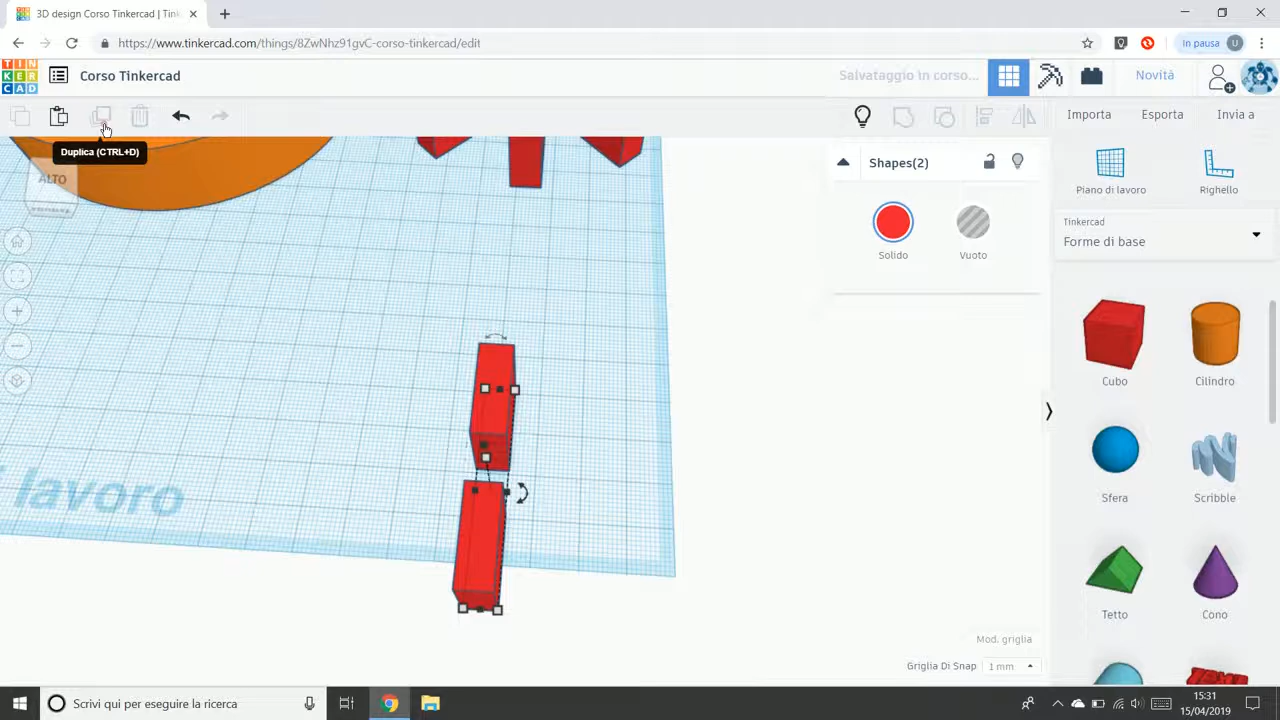 3D design Corso Tinkercad | Tink
https://www.tinkercad.com/things/8ZwNhz91gvC-corso-tinkercad/edit
In pausa
U
TIN
KER
CAD
Corso Tinkercad
Salvataggio in corso...
Novità
Importa
Esporta
Invia a
Duplica (CTRL+D)
ALTO
Shapes(2)
Solido
Vuoto
Piano di lavoro
Righello
Tinkercad
Forme di base
Cubo
Cilindro
Sfera
Scribble
Tetto
Cono
lavoro
Mod. griglia
Griglia Di Snap
1 mm
Scrivi qui per eseguire la ricerca
15:31
15/04/2019